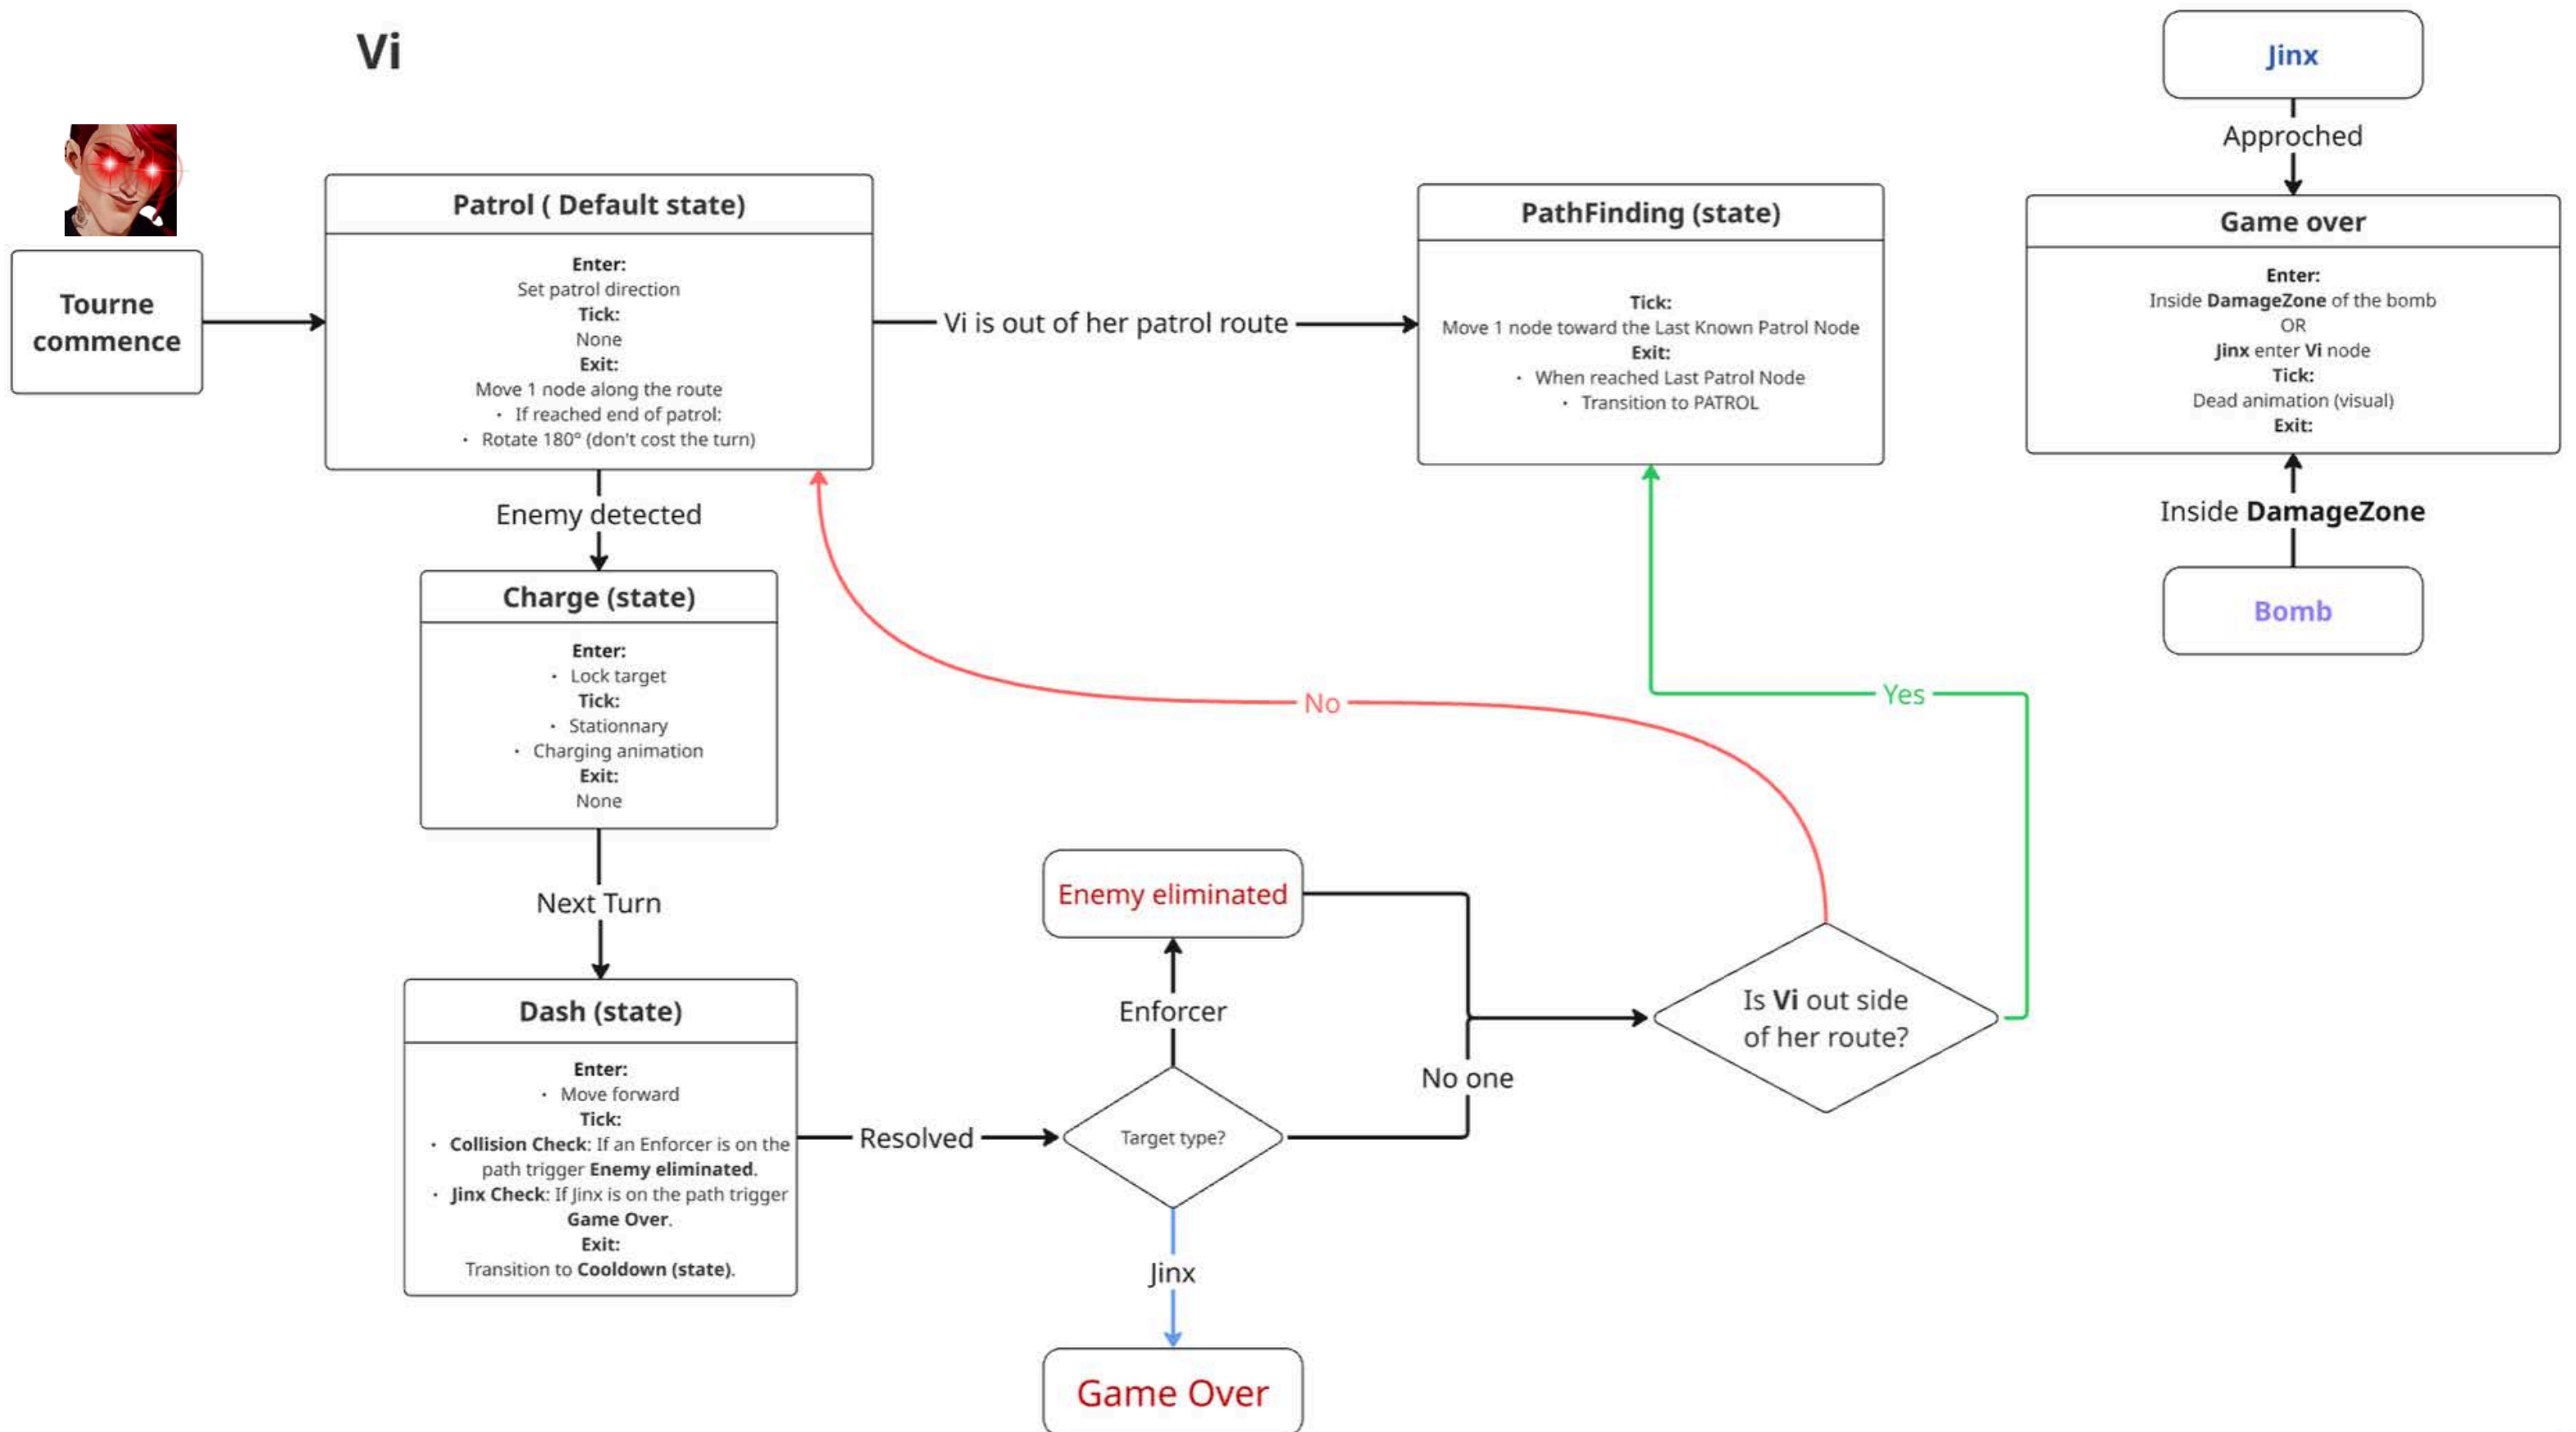 Vi
Tourne
commence
Patrol ( Default state)
Enter:
Set patrol direction
Tick:
None
Exit:
Move 1 node along the route
• If reached end of patrol:
• Rotate 180° (don't cost the turn)
Vi is out of her patrol route
PathFinding (state)
Tick:
Move 1 node toward the Last Known Patrol Node
Exit:
• When reached Last Patrol Node
• Transition to PATROL
Jinx
Approched
Game over
Enter:
Inside DamageZone of the bomb
OR
Jinx enter Vi node
Tick:
Dead animation (visual)
Exit:
Inside DamageZone
Bomb
Enemy detected
Charge (state)
Enter:
• Lock target
Tick:
• Stationnary
• Charging animation
Exit:
None
Next Turn
Dash (state)
Enter:
• Move forward
Tick:
• Collision Check: If an Enforcer is on the
path trigger Enemy eliminated.
• Jinx Check: If Jinx is on the path trigger
Game Over.
Exit:
Transition to Cooldown (state).
Resolved
Target type?
Enforcer
Enemy eliminated
No one
Jinx
Game Over
Is Vi out side
of her route?
No
Yes